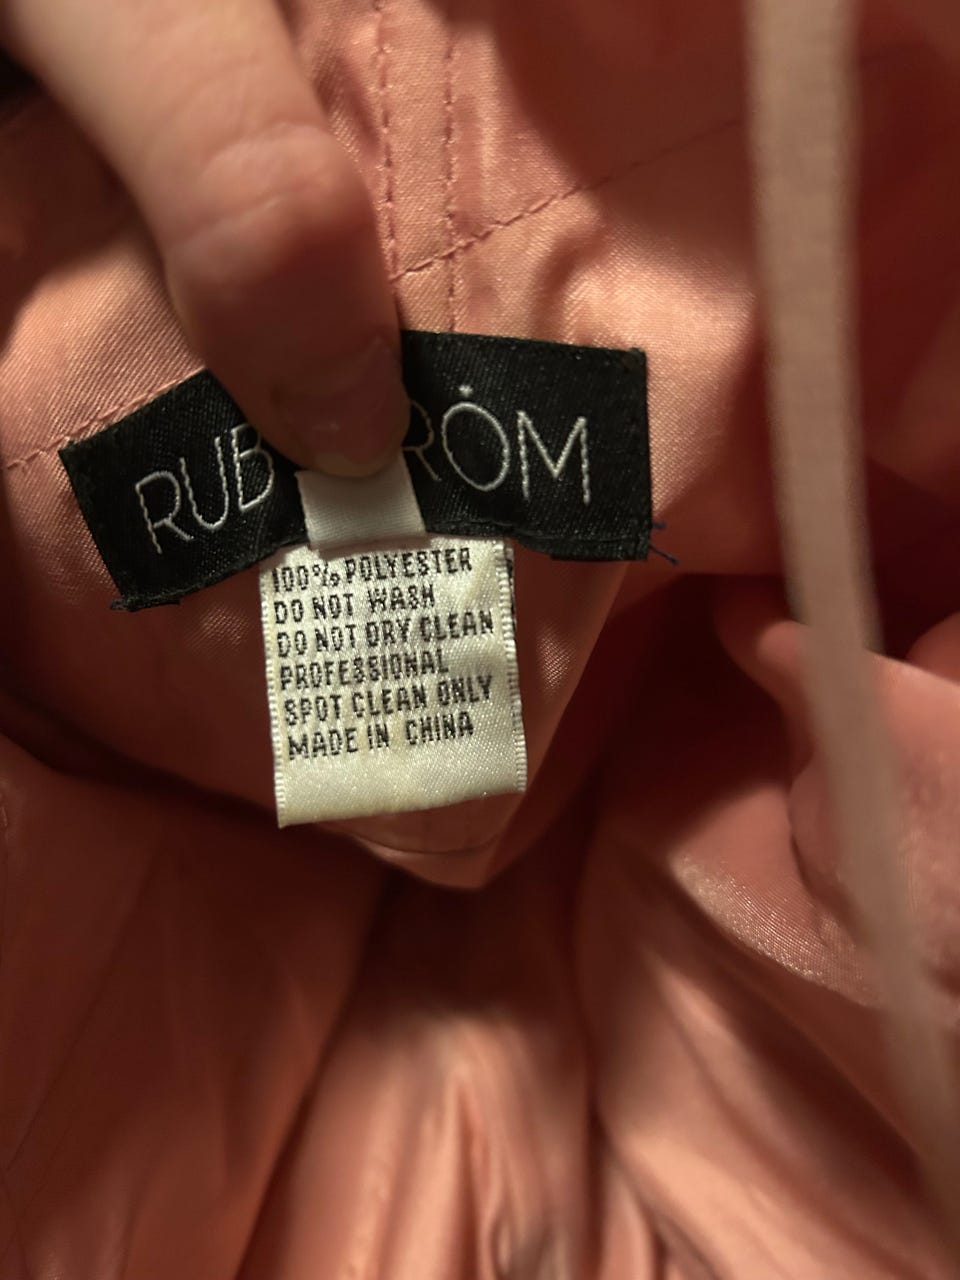 RUB RÖM
100% POLYESTER
DO NOT WASH
DO NOT DRY CLEAN
PROFESSIONAL
SPOT CLEAN ONLY
MADE IN CHINA